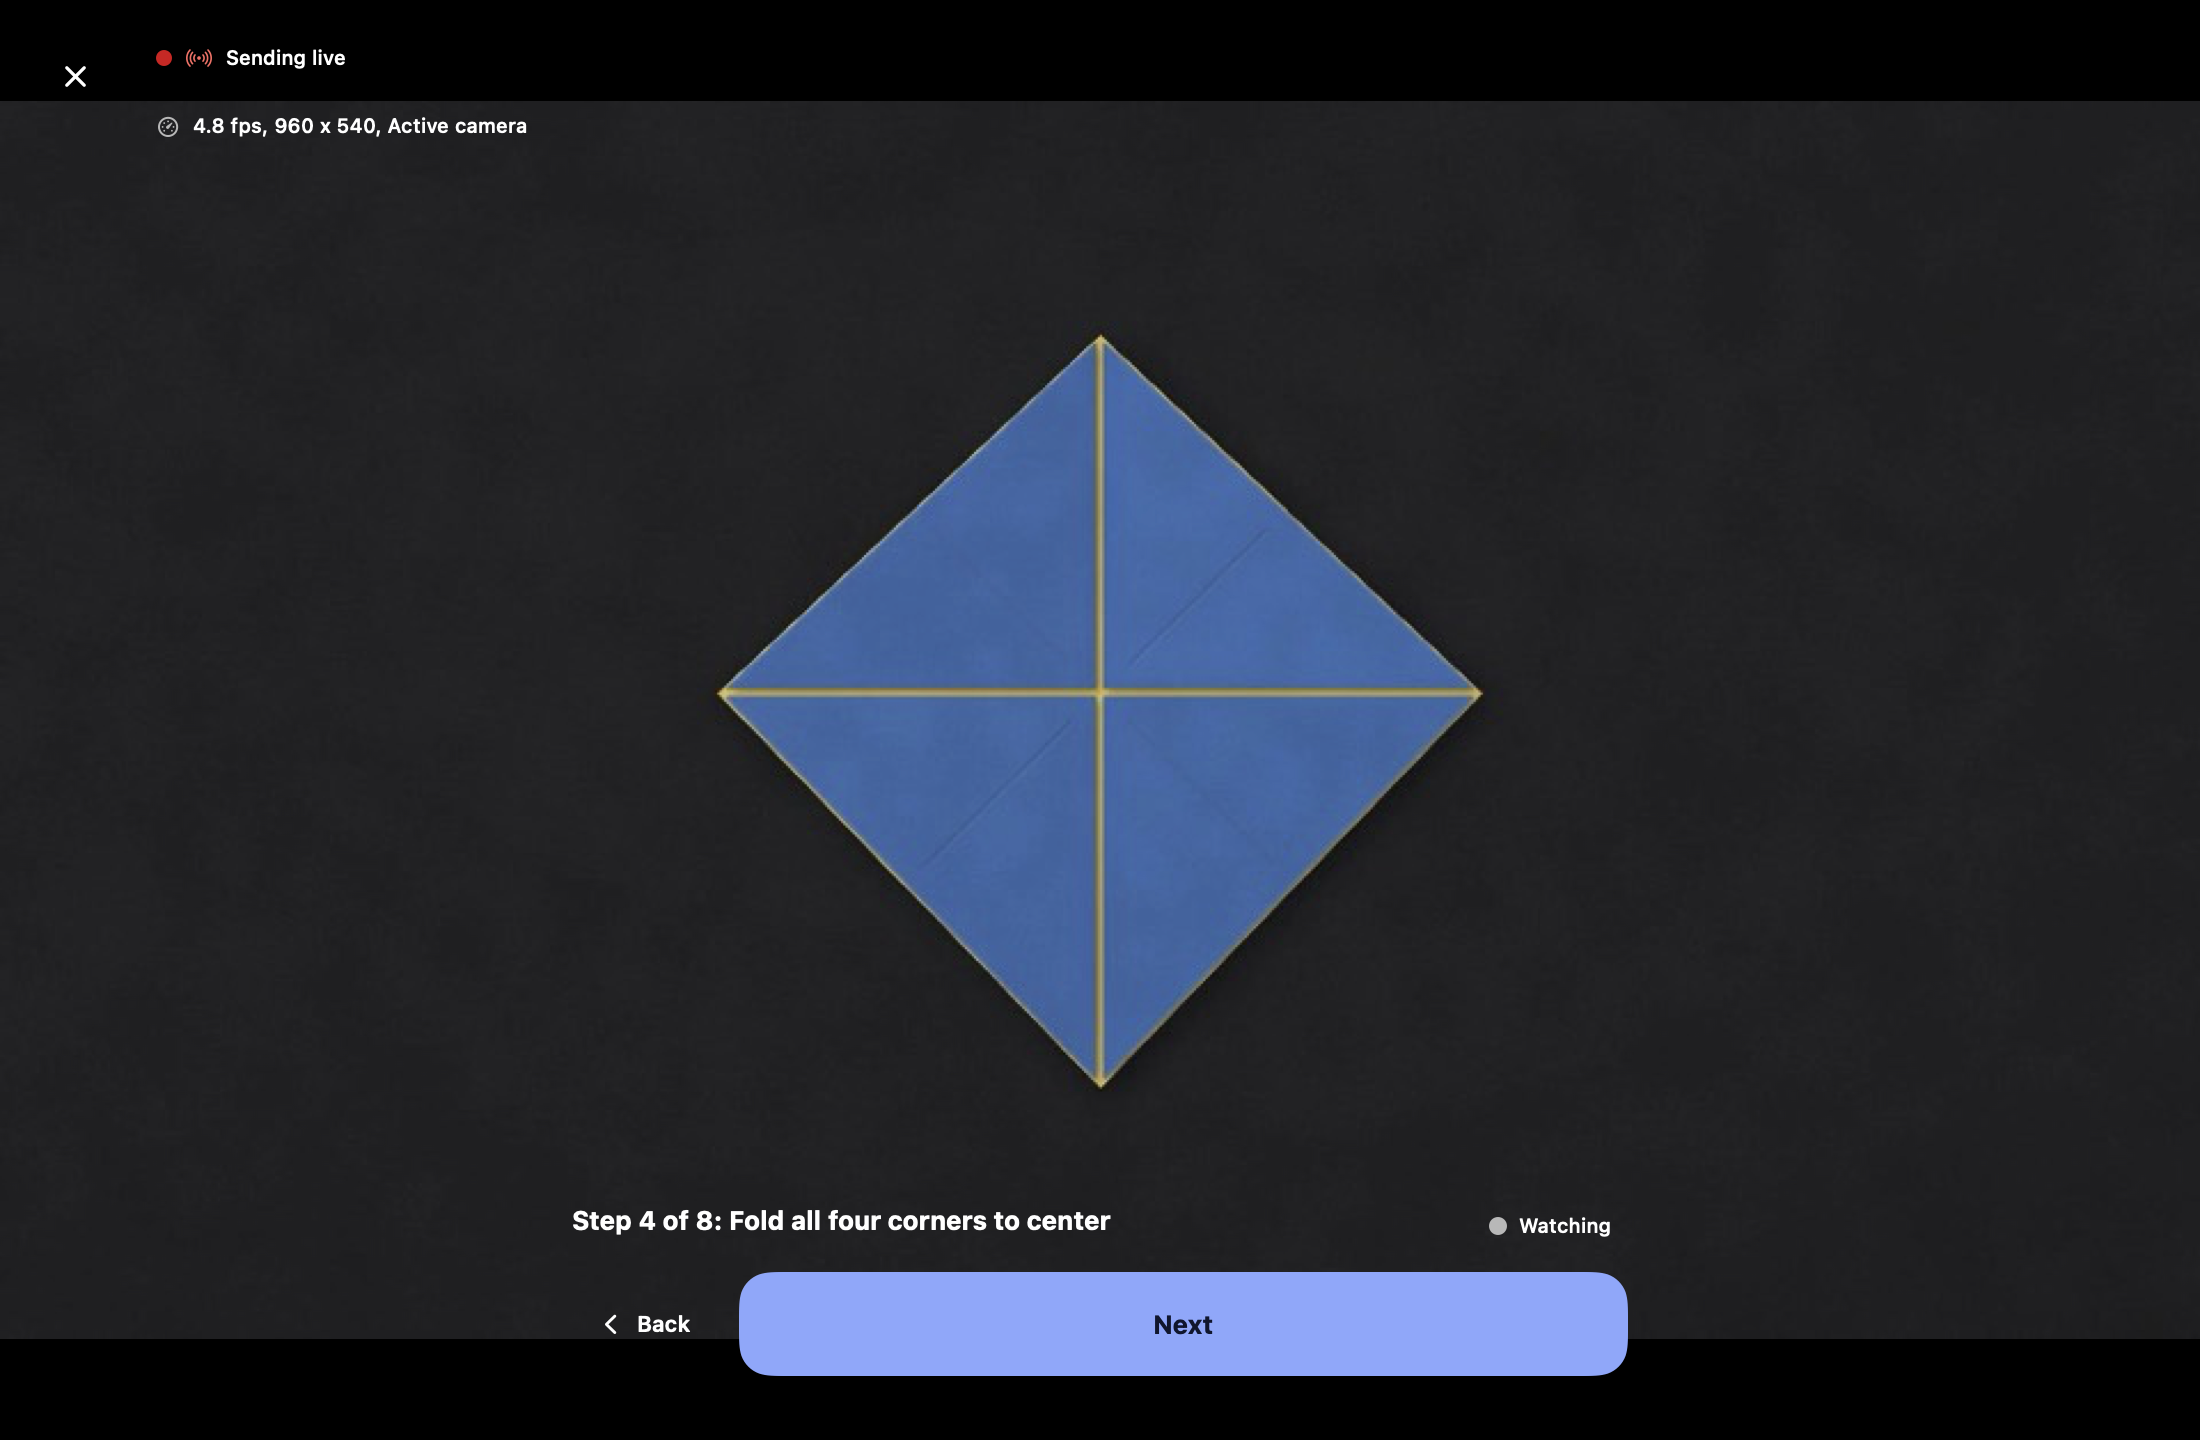 Sending live
4.8 fps, 960 x 540, Active camera
Step 4 of 8: Fold all four corners to center
Watching
Back
Next